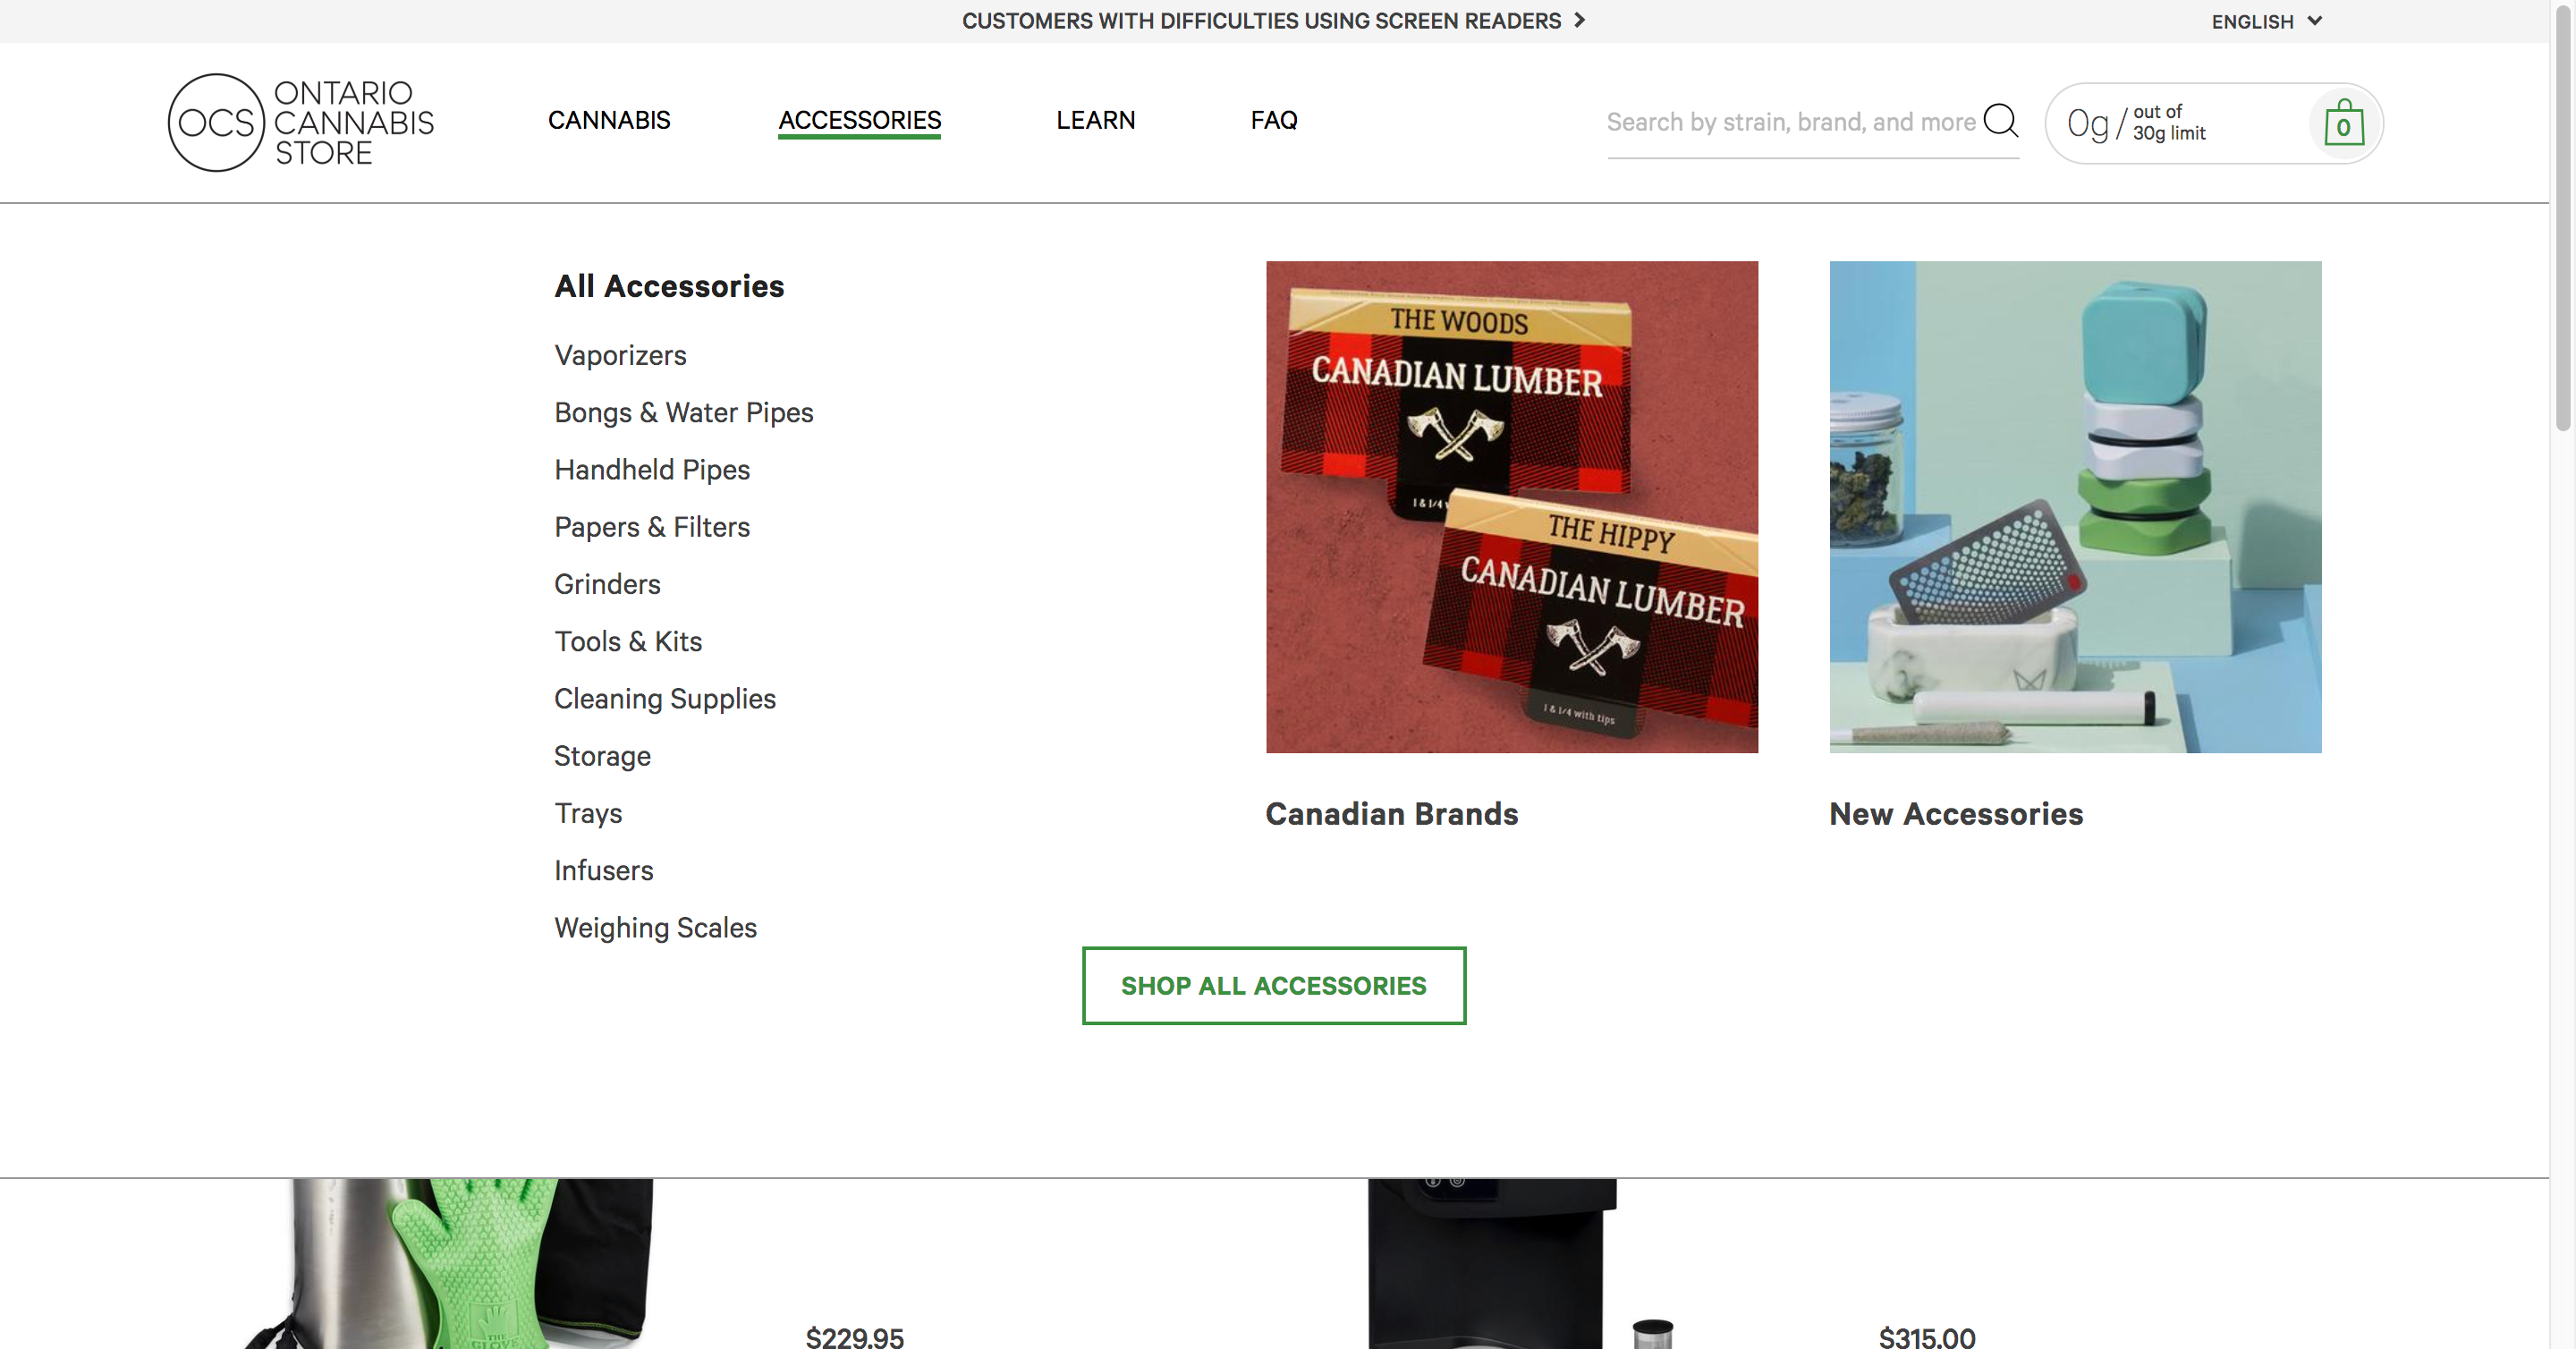 CUSTOMERS WITH DIFFICULTIES USING SCREEN READERS
ENGLISH
OCS
ONTARIO
CANNABIS
STORE
CANNABIS
ACCESSORIES
LEARN
FAQ
Search by strain, brand, and more
0g / out of
30g limit
0
All Accessories
Vaporizers
Bongs & Water Pipes
Handheld Pipes
Papers & Filters
Grinders
Tools & Kits
Cleaning Supplies
Storage
Trays
Infusers
Weighing Scales
THE WOODS
CANADIAN LUMBER
1 & 1/4
THE HIPPY
CANADIAN LUMBER
1 & 1/4 with tips
Canadian Brands
New Accessories
SHOP ALL ACCESSORIES
THE
GLOVE
$229.95
$315.00